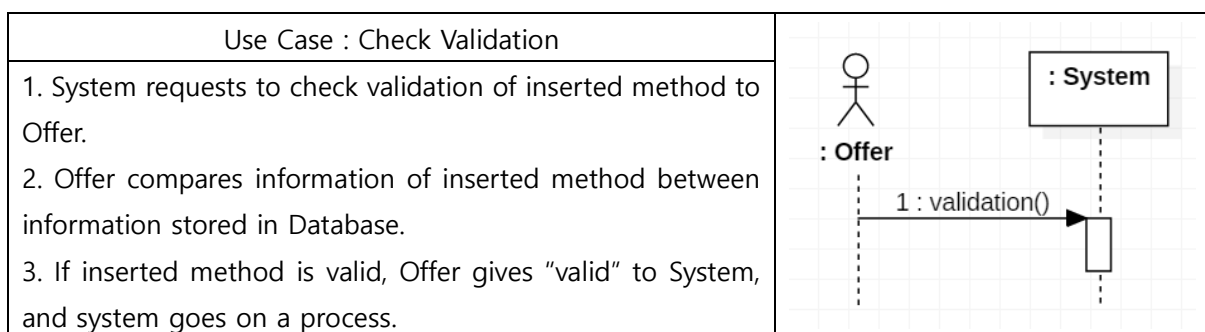 Use Case : Check Validation
1. System requests to check validation of inserted method to
Offer.
2. Offer compares information of inserted method between
information stored in Database.
3. If inserted method is valid, Offer gives “valid” to System,
and system goes on a process.
: Offer
: System
1 : validation()